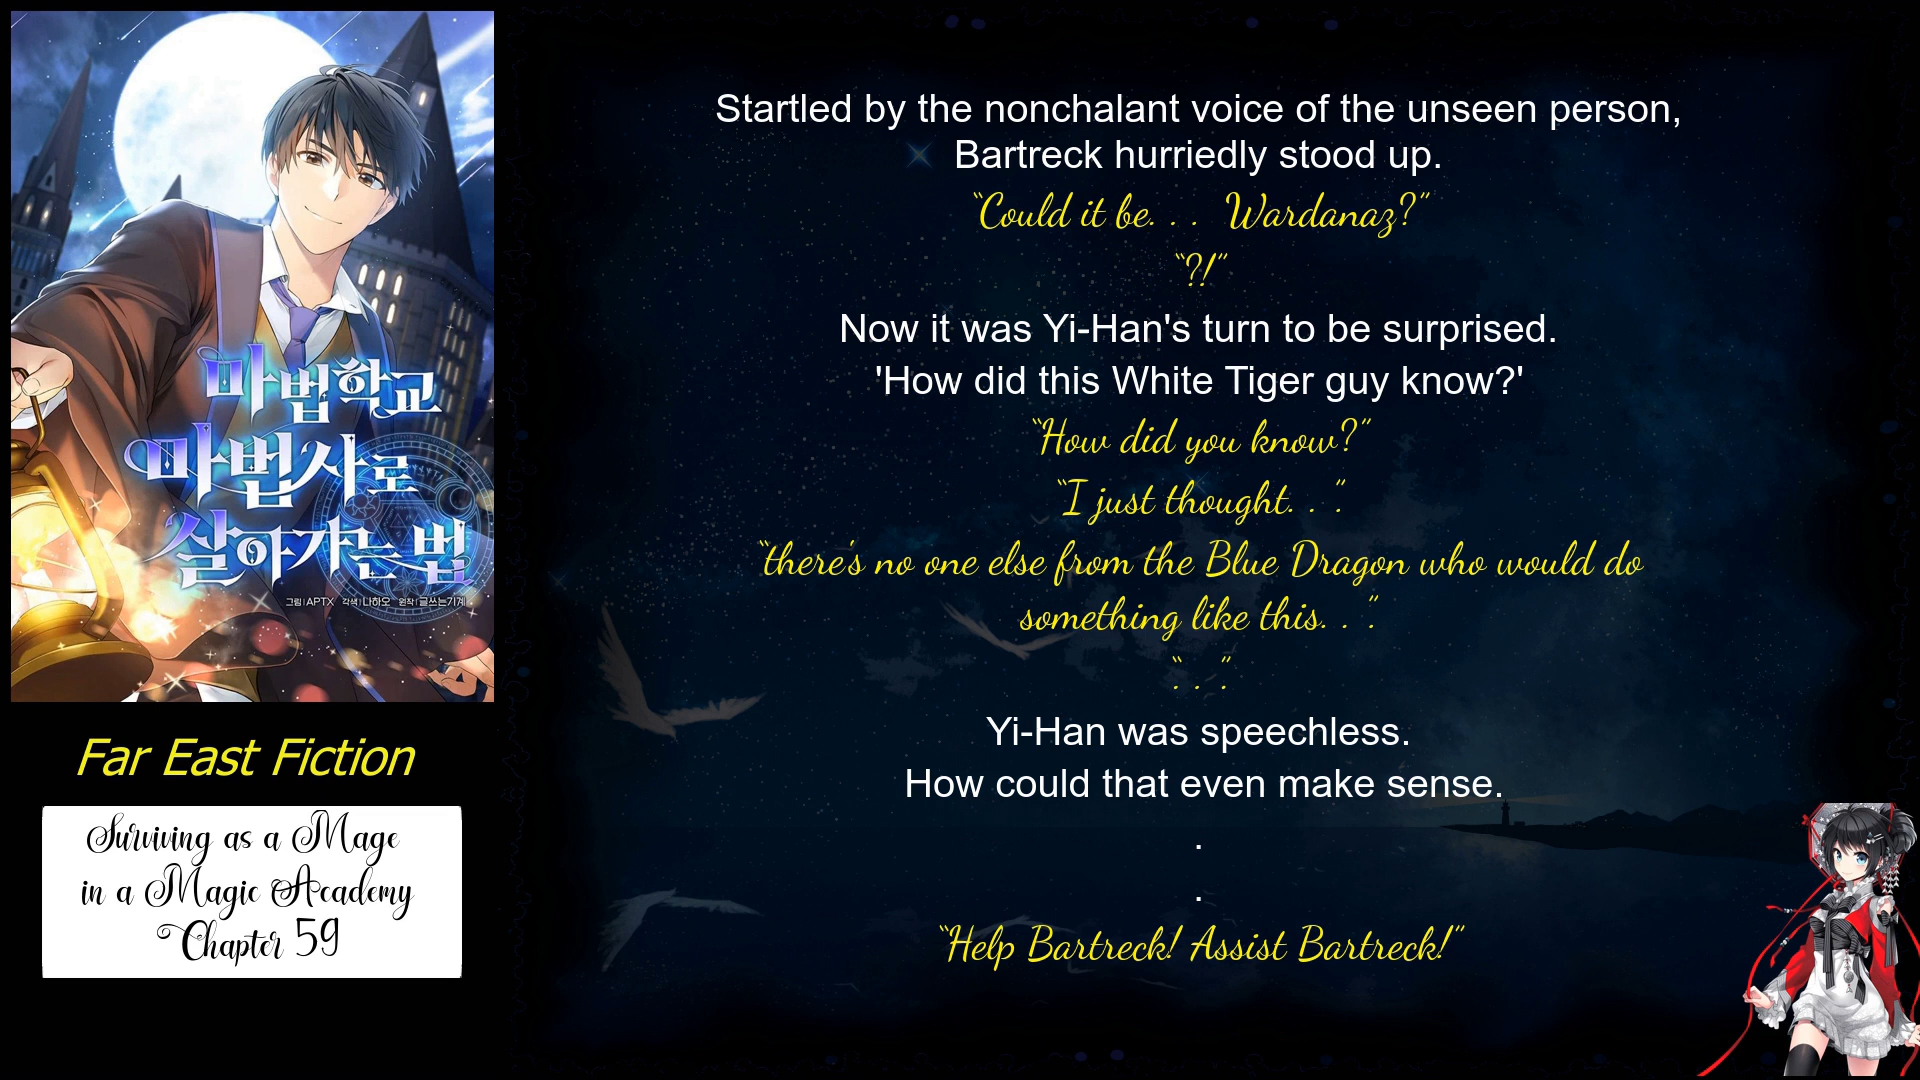 마법학교
마법사로
살아가는 법
그림|APTX 각색|나하오 원작|글쓰는기계
Far East Fiction
Surviving as a Mage
in a Magic Academy
Chapter 59
Startled by the nonchalant voice of the unseen person,
Bartreck hurriedly stood up.
“Could it be. . .  Wardanaz?”
“?!”
Now it was Yi-Han's turn to be surprised.
'How did this White Tiger guy know?'
“How did you know?”
“I just thought. . .”
“there's no one else from the Blue Dragon who would do
something like this. . .”
“. . .”
Yi-Han was speechless.
How could that even make sense.
.
.
“Help Bartreck! Assist Bartreck!”